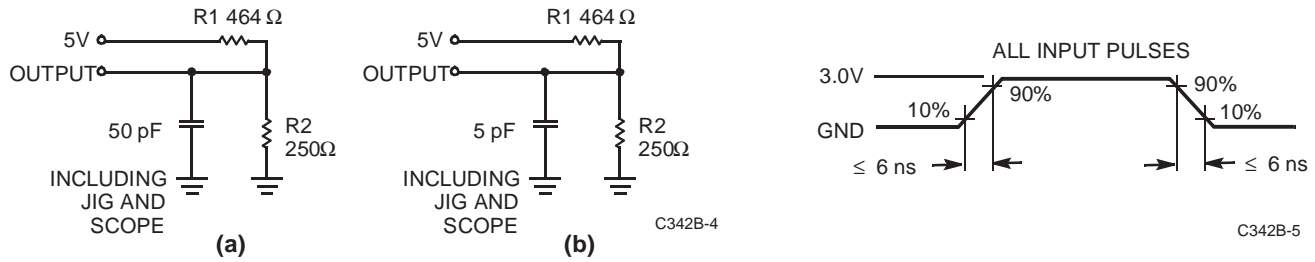 R1 464 Ω
5V
OUTPUT
50 pF
R2
250Ω
INCLUDING
JIG AND
SCOPE
(a)
R1 464 Ω
5V
OUTPUT
5 pF
R2
250Ω
INCLUDING
JIG AND
SCOPE
(b)
C342B-4
ALL INPUT PULSES
3.0V
90%
90%
10%
10%
GND
≤ 6 ns
≤ 6 ns
C342B-5